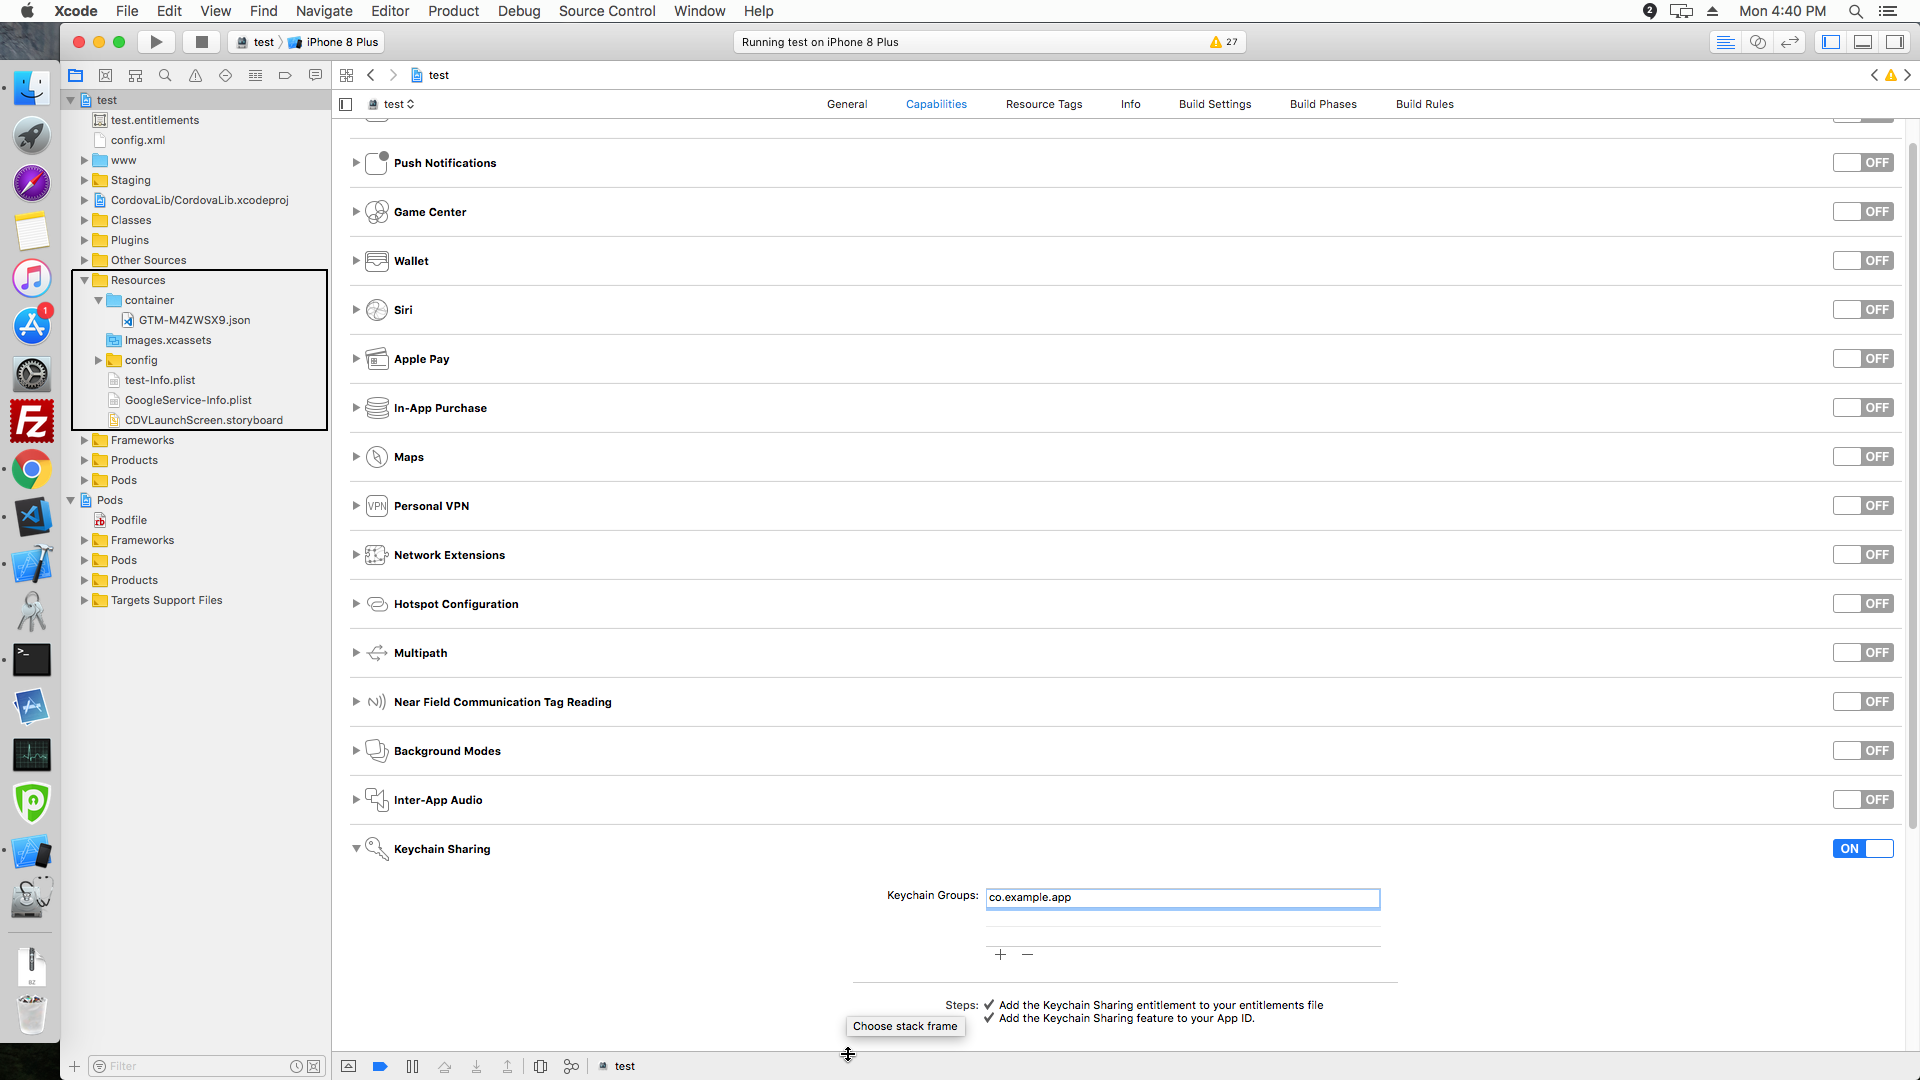 Xcode File Edit View Find Navigate Editor Product Debug Source Control Window Help 2 Mon 4:40 PM
test iPhone 8 Plus Running test on iPhone 8 Plus 27
test
test General Capabilities Resource Tags Info Build Settings Build Phases Build Rules
test
test.entitlements
config.xml
www
Staging
CordovaLib/CordovaLib.xcodeproj
Classes
Plugins
Other Sources
Resources
container
GTM-M4ZWSX9.json
Images.xcassets
config
test-Info.plist
GoogleService-Info.plist
CDVLaunchScreen.storyboard
Frameworks
Products
Pods
Pods
Podfile
Frameworks
Pods
Products
Targets Support Files
Filter
1
Fz
>_
BZ
Push Notifications OFF
Game Center OFF
Wallet OFF
Siri OFF
Apple Pay OFF
In-App Purchase OFF
Maps OFF
VPN Personal VPN OFF
Network Extensions OFF
Hotspot Configuration OFF
Multipath OFF
Near Field Communication Tag Reading OFF
Background Modes OFF
Inter-App Audio OFF
Keychain Sharing ON
Keychain Groups: co.example.app
Steps: ✓ Add the Keychain Sharing entitlement to your entitlements file
✓ Add the Keychain Sharing feature to your App ID.
Choose stack frame
test